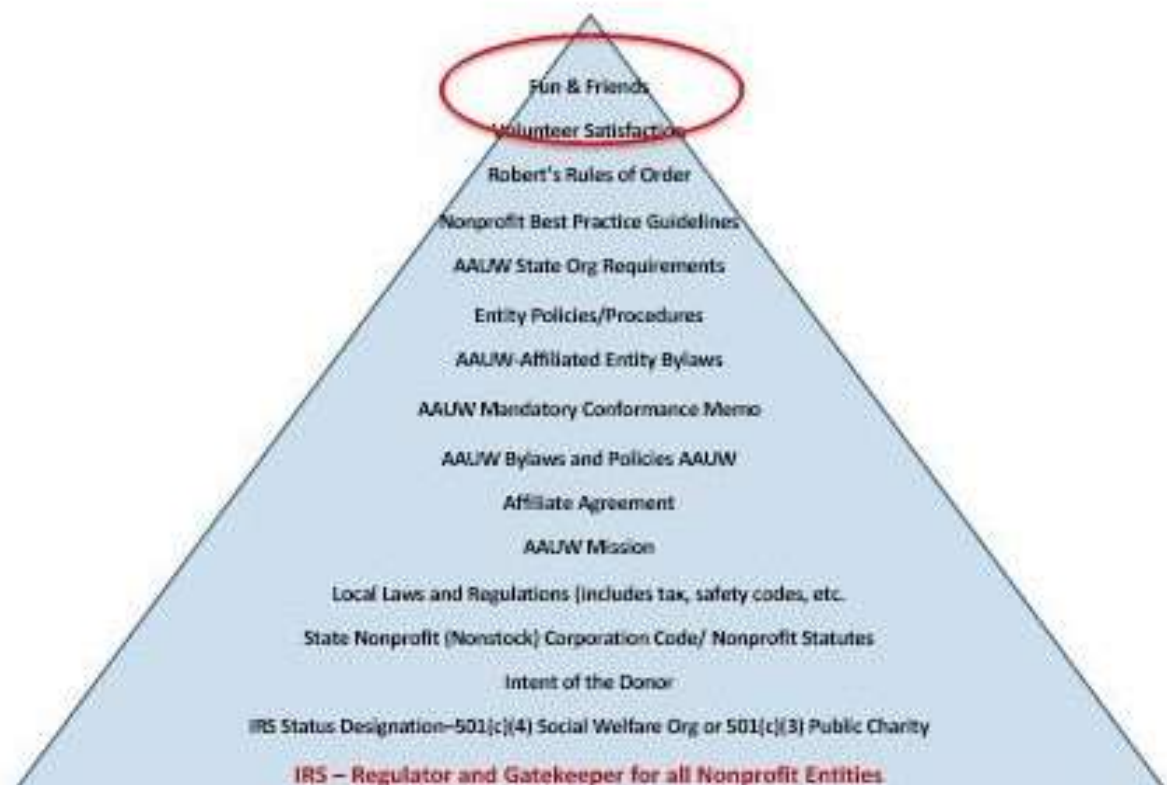 Fun & Friends
Volunteer Satisfaction
Robert's Rules of Order
Nonprofit Best Practice Guidelines
AAUW State Org Requirements
Entity Policies/Procedures
AAUW-Affiliated Entity Bylaws
AAUW Mandatory Conformance Memo
AAUW Bylaws and Policies AAUW
Affiliate Agreement
AAUW Mission
Local Laws and Regulations (includes tax, safety codes, etc.
State Nonprofit (Nonstock) Corporation Code/ Nonprofit Statutes
Intent of the Donor
IRS Status Designation–501(c)(4) Social Welfare Org or 501(c)(3) Public Charity
IRS – Regulator and Gatekeeper for all Nonprofit Entities